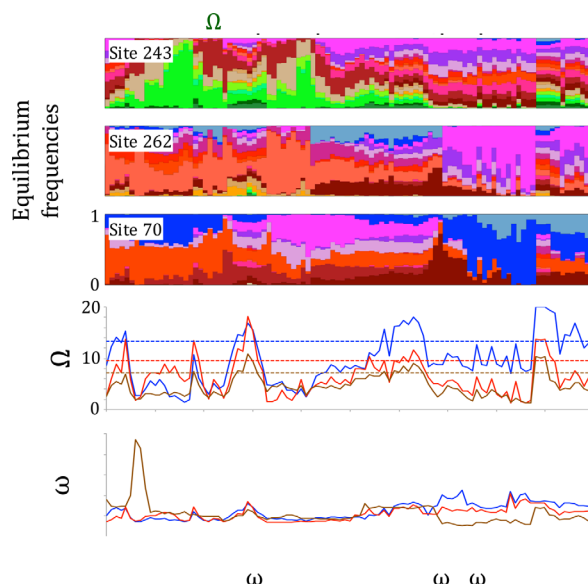 Ω
Site 243
Site 262
Equilibrium
frequencies
1
Site 70
0
20
Ω
10
0
ω
ω ω ω